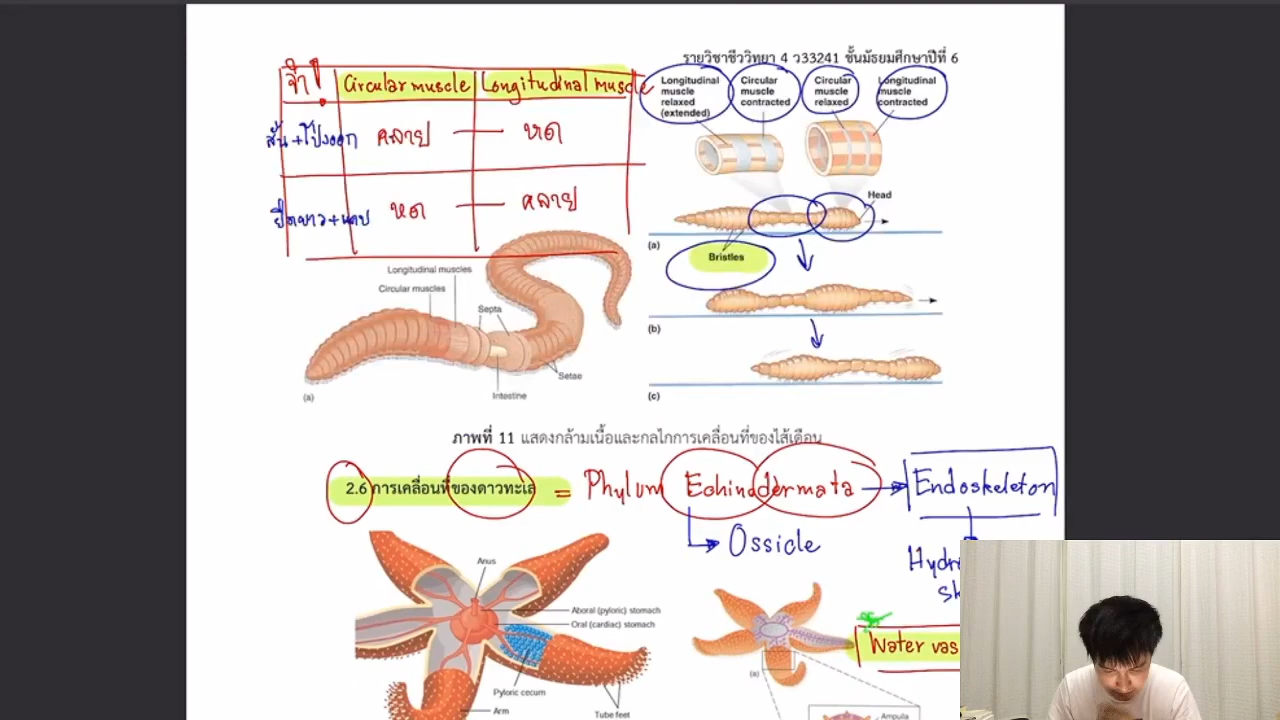 รายวิชาชีววิทยา 4 ว33241 ชั้นมัธยมศึกษาปีที่ 6
จำ!
Circular muscle
Longitudinal muscle
สั้น+โป่งออก
คลาย
หด
ยืดยาว+แคบ
หด
คลาย
Longitudinal
muscle
relaxed
(extended)
Circular
muscle
contracted
Circular
muscle
relaxed
Longitudinal
muscle
contracted
Head
(a)
Bristles
(b)
(c)
Longitudinal muscles
Circular muscles
Septa
Setae
Intestine
(a)
ภาพที่ 11 แสดงกล้ามเนื้อและกลไกการเคลื่อนที่ของไส้เดือน
2.6 การเคลื่อนที่ของดาวทะเล = Phylum Echinodermata
Endoskeleton
Ossicle
Anus
Aboral (pyloric) stomach
Oral (cardiac) stomach
Pyloric cecum
Arm
Tube feet
Water vas
(a)
Ampulla